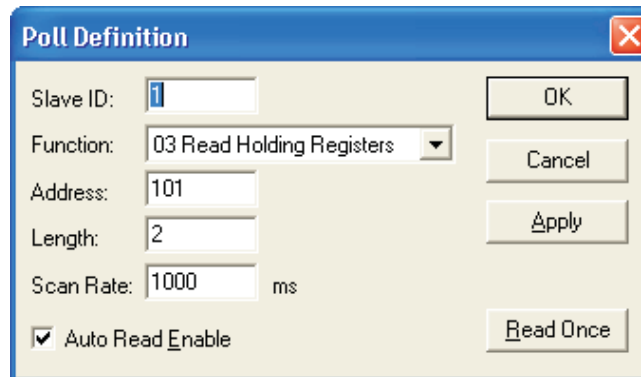 Poll Definition
Slave ID: 1
OK
Function: 03 Read Holding Registers
Cancel
Address: 101
Apply
Length: 2
Scan Rate: 1000 ms
Auto Read Enable
Read Once